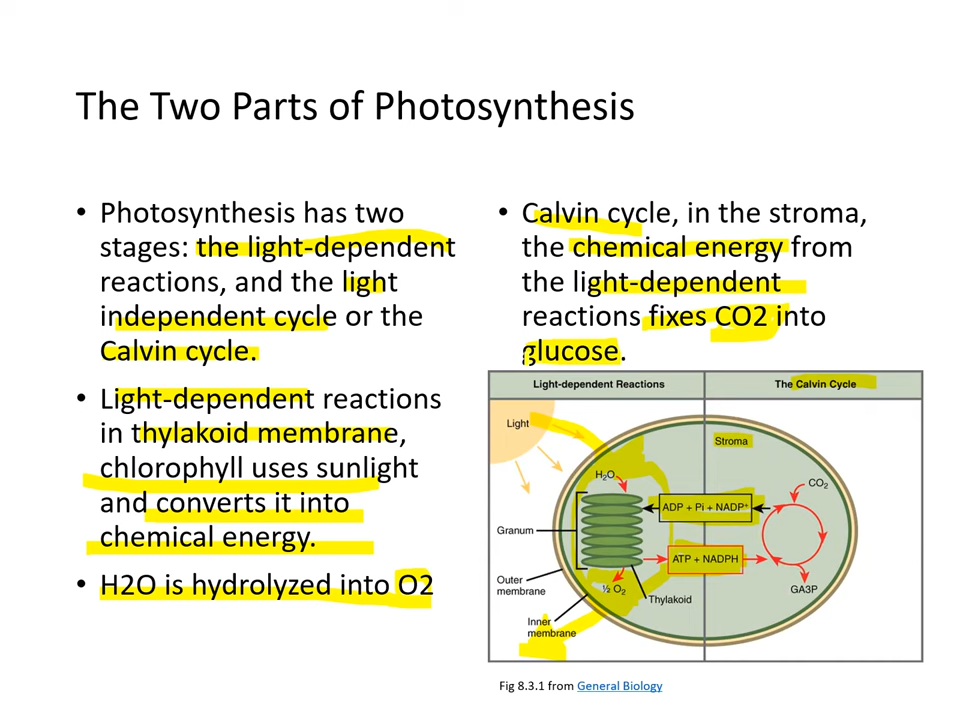 The Two Parts of Photosynthesis
• Photosynthesis has two
stages: the light-dependent
reactions, and the light
independent cycle or the
Calvin cycle.
• Light-dependent reactions
in thylakoid membrane,
chlorophyll uses sunlight
and converts it into
chemical energy.
• H2O is hydrolyzed into O2
• Calvin cycle, in the stroma,
the chemical energy from
the light-dependent
reactions fixes CO2 into
glucose.
Light-dependent Reactions
The Calvin Cycle
Light
Stroma
H₂O
CO₂
ADP + Pi + NADP⁺
Granum
ATP + NADPH
Outer
membrane
½ O₂
Thylakoid
GA3P
Inner
membrane
Fig 8.3.1 from General Biology